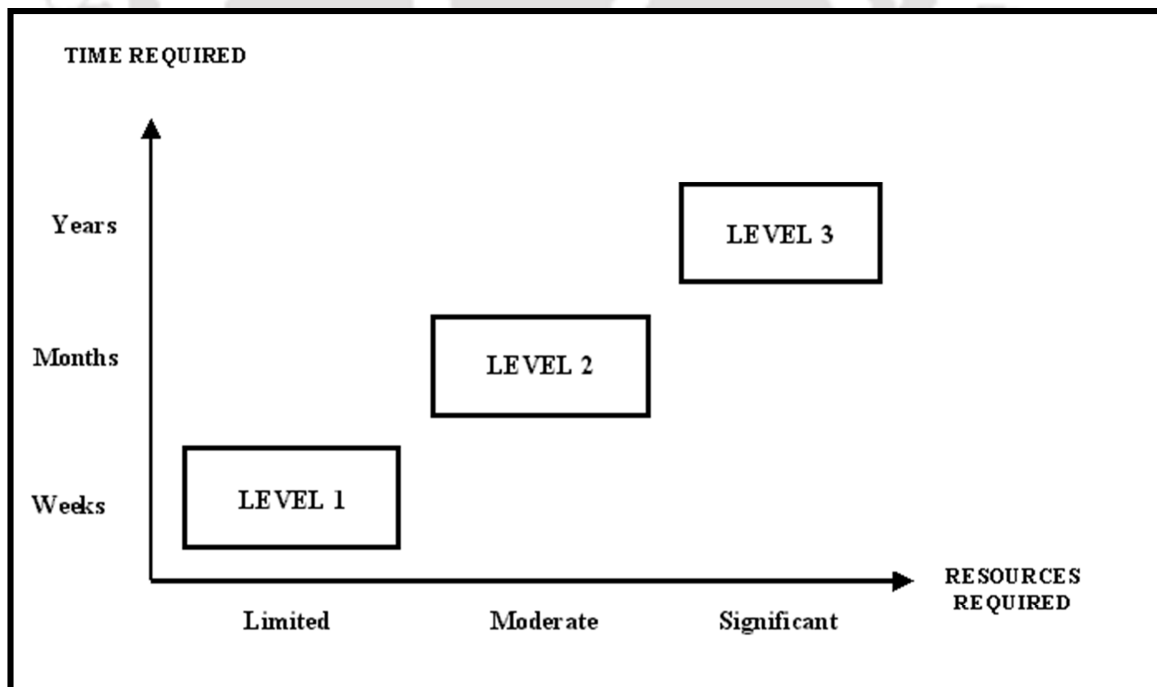 TIME REQUIRED
Years
LEVEL 3
Months
LEVEL 2
Weeks
LEVEL 1
RESOURCES
REQUIRED
Limited
Moderate
Significant